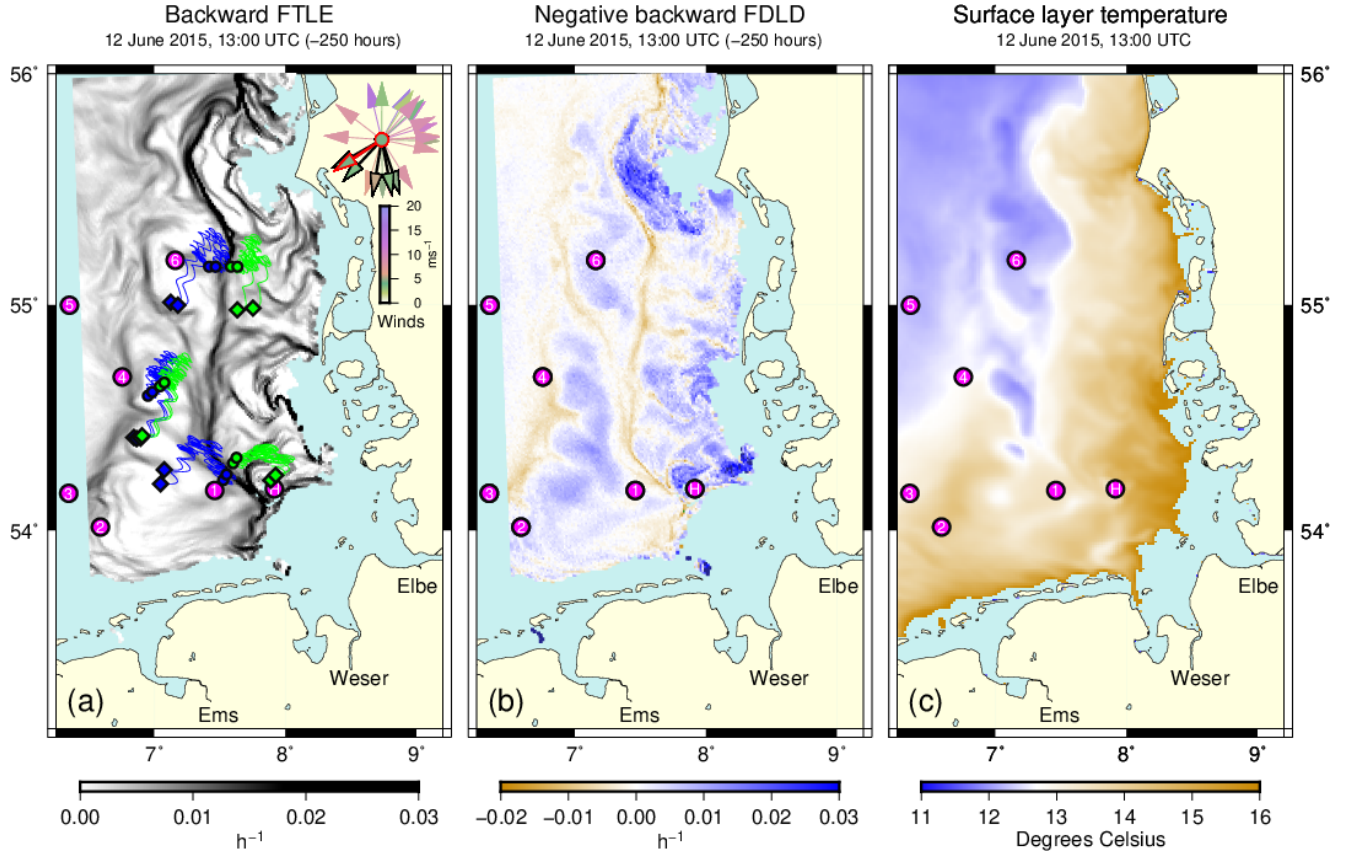 Backward FTLE
12 June 2015, 13:00 UTC (−250 hours)
Negative backward FDLD
12 June 2015, 13:00 UTC (−250 hours)
Surface layer temperature
12 June 2015, 13:00 UTC
56˚
55˚
54˚
20
15
10
5
0
ms−1
Winds
6
5
4
3
2
1
H
Elbe
Weser
Ems
(a)
7˚ 8˚ 9˚
6
5
4
3
2
1
H
Elbe
Weser
Ems
(b)
7˚ 8˚ 9˚
6
5
4
3
2
1
H
Elbe
Weser
Ems
(c)
56˚
55˚
54˚
7˚ 8˚ 9˚
0.00 0.01 0.02 0.03
h−1
−0.02 −0.01 0.00 0.01 0.02 0.03
h−1
11 12 13 14 15 16
Degrees Celsius